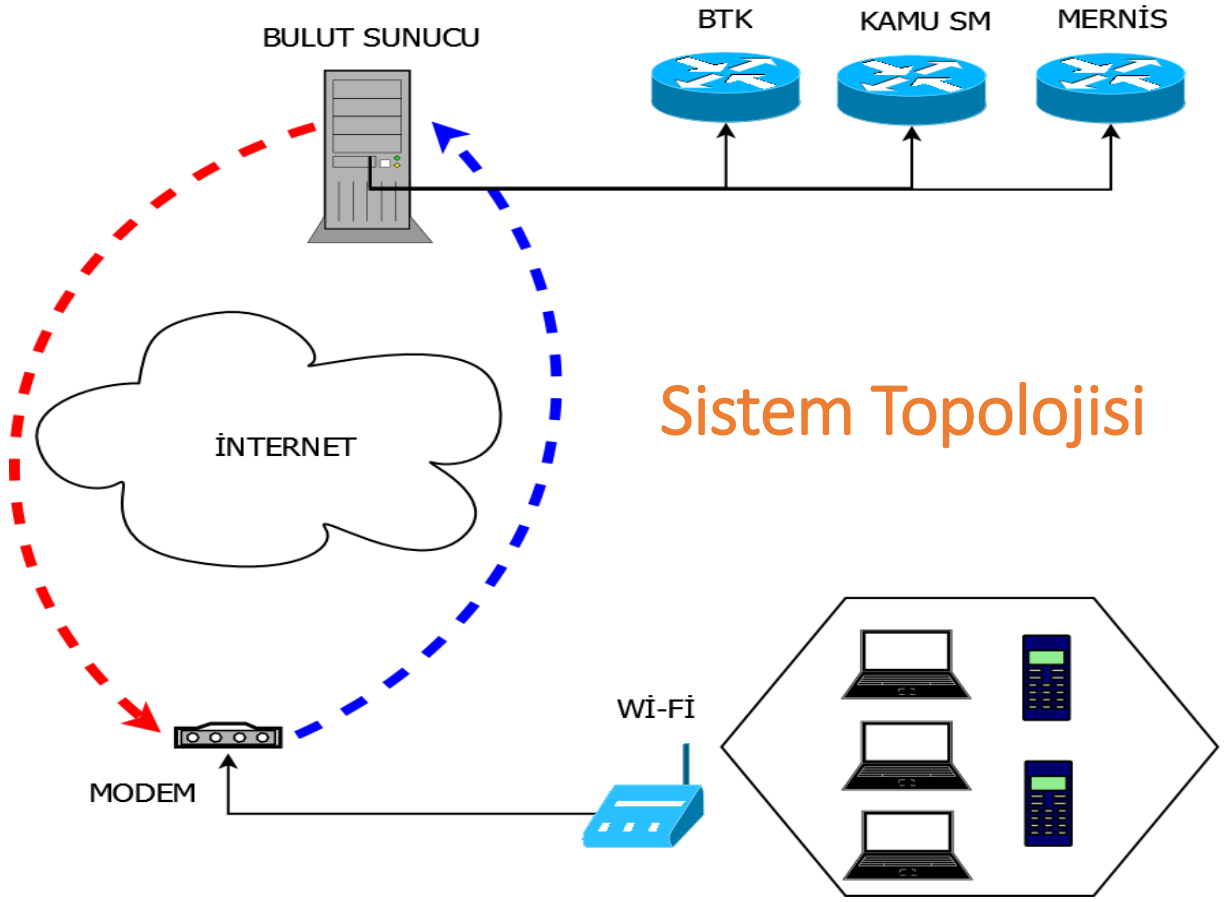 BULUT SUNUCU
BTK
KAMU SM
MERNİS
İNTERNET
Sistem Topolojisi
Wİ-Fİ
MODEM